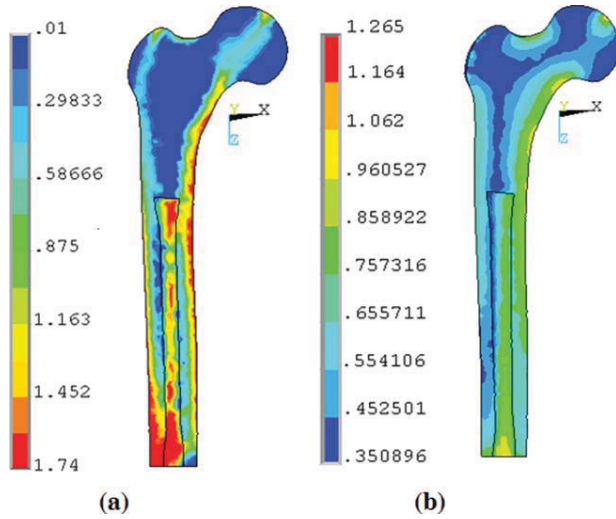 .01
.29833
.58666
.875
1.163
1.452
1.74
Y
X
Z
(a)
1.265
1.164
1.062
.960527
.858922
.757316
.655711
.554106
.452501
.350896
Y
X
Z
(b)